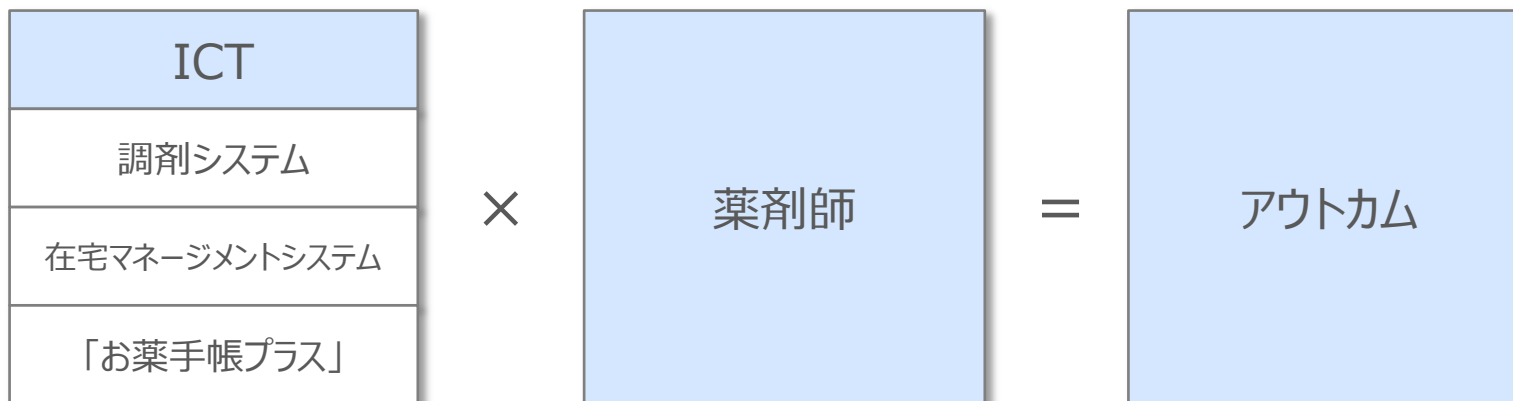 ICT
調剤システム
在宅マネージメントシステム
「お薬手帳プラス」
×
薬剤師
=
アウトカム